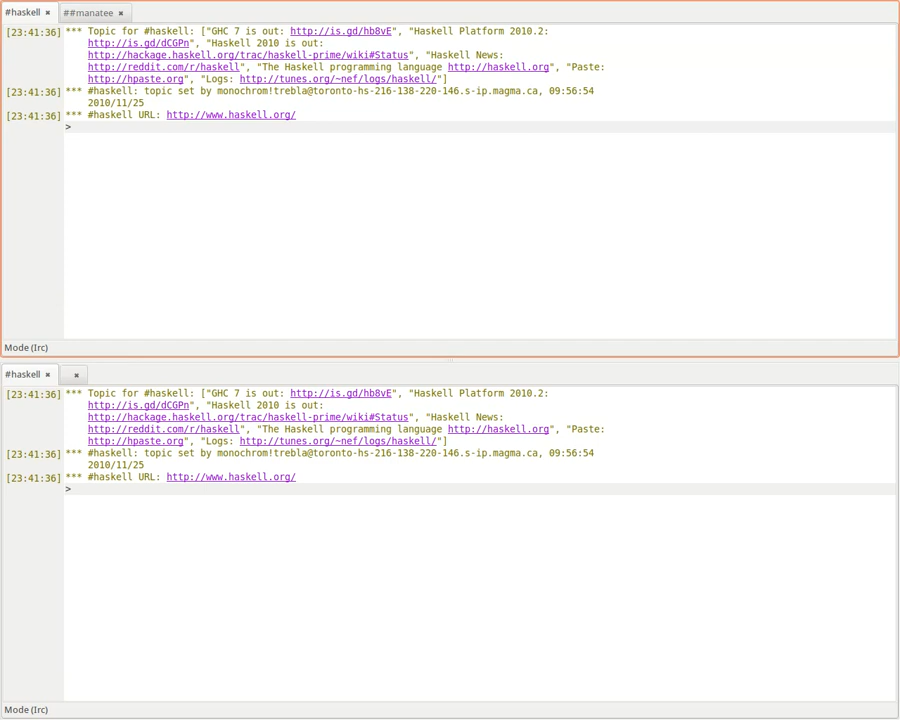 #haskell ✖ ##manatee ✖
[23:41:36] *** Topic for #haskell: ["GHC 7 is out: http://is.gd/hb8vE", "Haskell Platform 2010.2:
http://is.gd/dCGPn", "Haskell 2010 is out:
http://hackage.haskell.org/trac/haskell-prime/wiki#Status", "Haskell News:
http://reddit.com/r/haskell", "The Haskell programming language http://haskell.org", "Paste:
http://hpaste.org", "Logs: http://tunes.org/~nef/logs/haskell/"]
[23:41:36] *** #haskell: topic set by monochrom!trebla@toronto-hs-216-138-220-146.s-ip.magma.ca, 09:56:54
2010/11/25
[23:41:36] *** #haskell URL: http://www.haskell.org/
>
Mode (Irc)
#haskell ✖ ✖
[23:41:36] *** Topic for #haskell: ["GHC 7 is out: http://is.gd/hb8vE", "Haskell Platform 2010.2:
http://is.gd/dCGPn", "Haskell 2010 is out:
http://hackage.haskell.org/trac/haskell-prime/wiki#Status", "Haskell News:
http://reddit.com/r/haskell", "The Haskell programming language http://haskell.org", "Paste:
http://hpaste.org", "Logs: http://tunes.org/~nef/logs/haskell/"]
[23:41:36] *** #haskell: topic set by monochrom!trebla@toronto-hs-216-138-220-146.s-ip.magma.ca, 09:56:54
2010/11/25
[23:41:36] *** #haskell URL: http://www.haskell.org/
>
Mode (Irc)